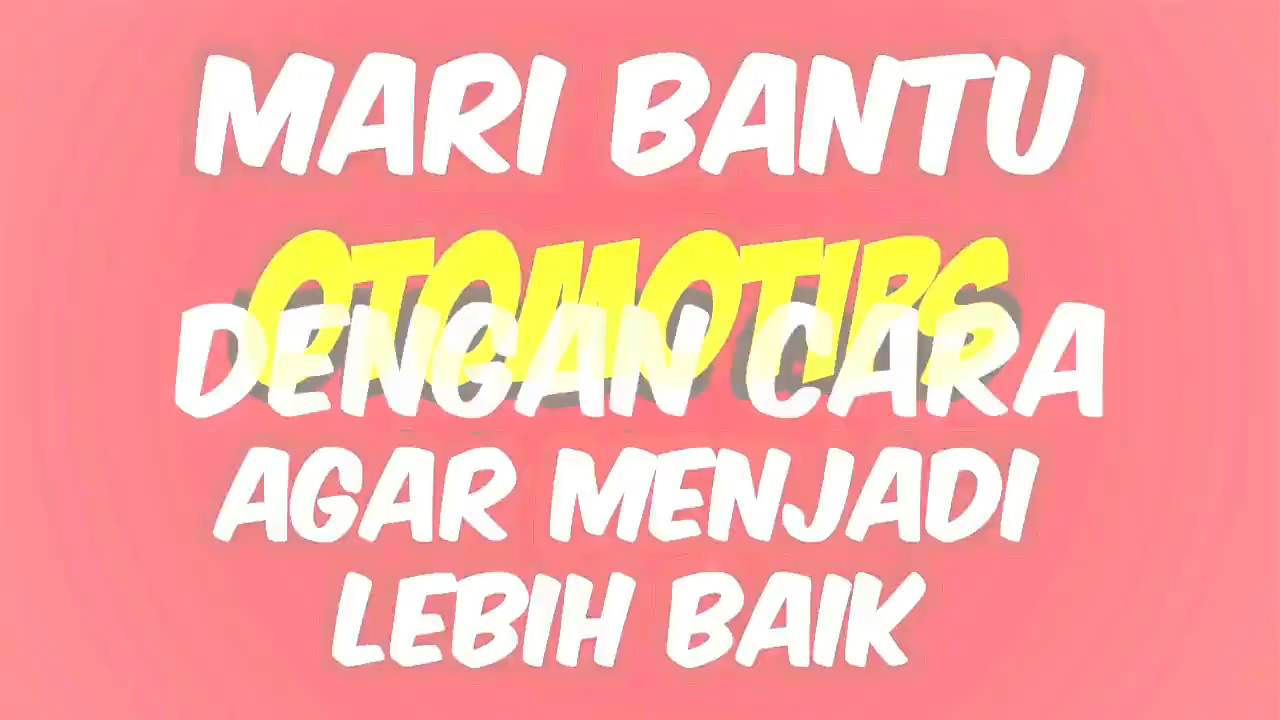 MARI BANTU
OTOMOTIPS
DENGAN CARA
AGAR MENJADI
LEBIH BAIK